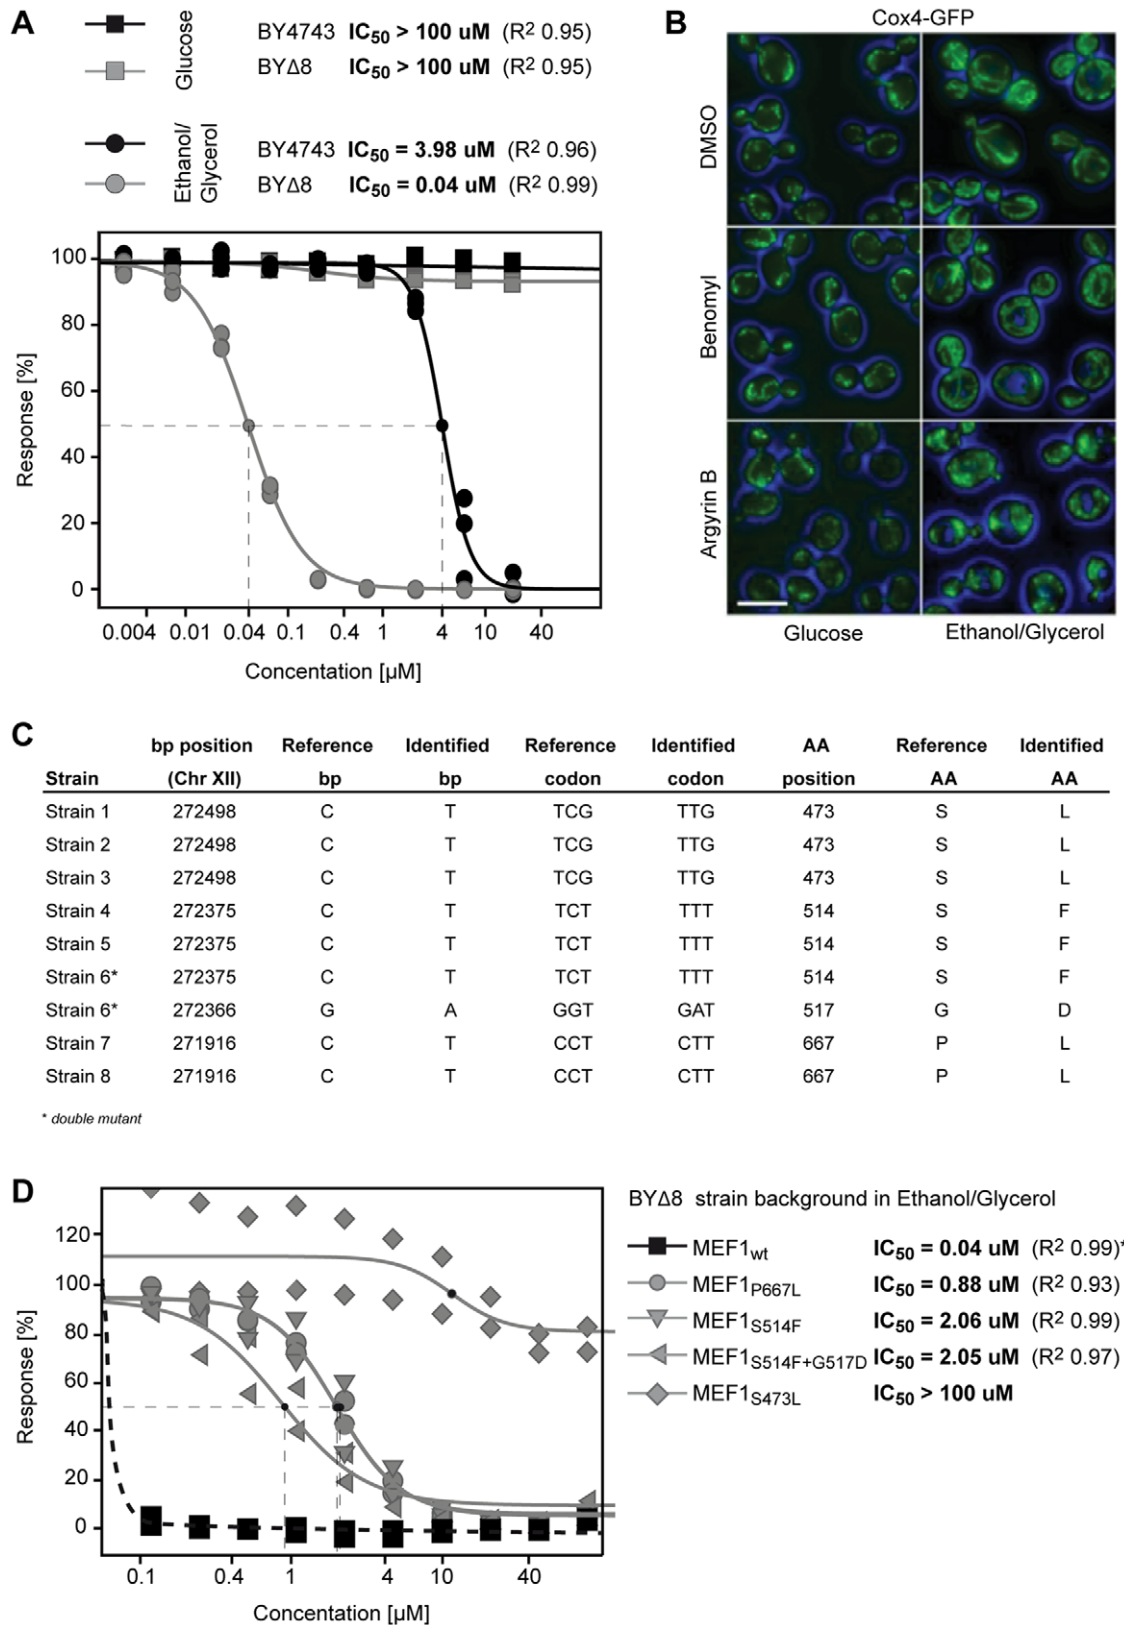 A
Glucose
BY4743 IC50 > 100 uM (R2 0.95)
BYΔ8 IC50 > 100 uM (R2 0.95)
Ethanol/
Glycerol
BY4743 IC50 = 3.98 uM (R2 0.96)
BYΔ8 IC50 = 0.04 uM (R2 0.99)
Response [%]
100
80
60
40
20
0
0.004 0.01 0.04 0.1 0.4 1 4 10 40
Concentation [µM]
B
Cox4-GFP
DMSO
Benomyl
Argyrin B
Glucose Ethanol/Glycerol
C
bp position Reference Identified Reference Identified AA Reference Identified
Strain (Chr XII) bp bp codon codon position AA AA
Strain 1 272498 C T TCG TTG 473 S L
Strain 2 272498 C T TCG TTG 473 S L
Strain 3 272498 C T TCG TTG 473 S L
Strain 4 272375 C T TCT TTT 514 S F
Strain 5 272375 C T TCT TTT 514 S F
Strain 6* 272375 C T TCT TTT 514 S F
Strain 6* 272366 G A GGT GAT 517 G D
Strain 7 271916 C T CCT CTT 667 P L
Strain 8 271916 C T CCT CTT 667 P L
* double mutant
D
Response [%]
120
100
80
60
40
20
0
0.1 0.4 1 4 10 40
Concentation [µM]
BYΔ8 strain background in Ethanol/Glycerol
MEF1wt IC50 = 0.04 uM (R2 0.99)*
MEF1P667L IC50 = 0.88 uM (R2 0.93)
MEF1S514F IC50 = 2.06 uM (R2 0.99)
MEF1S514F+G517D IC50 = 2.05 uM (R2 0.97)
MEF1S473L IC50 > 100 uM